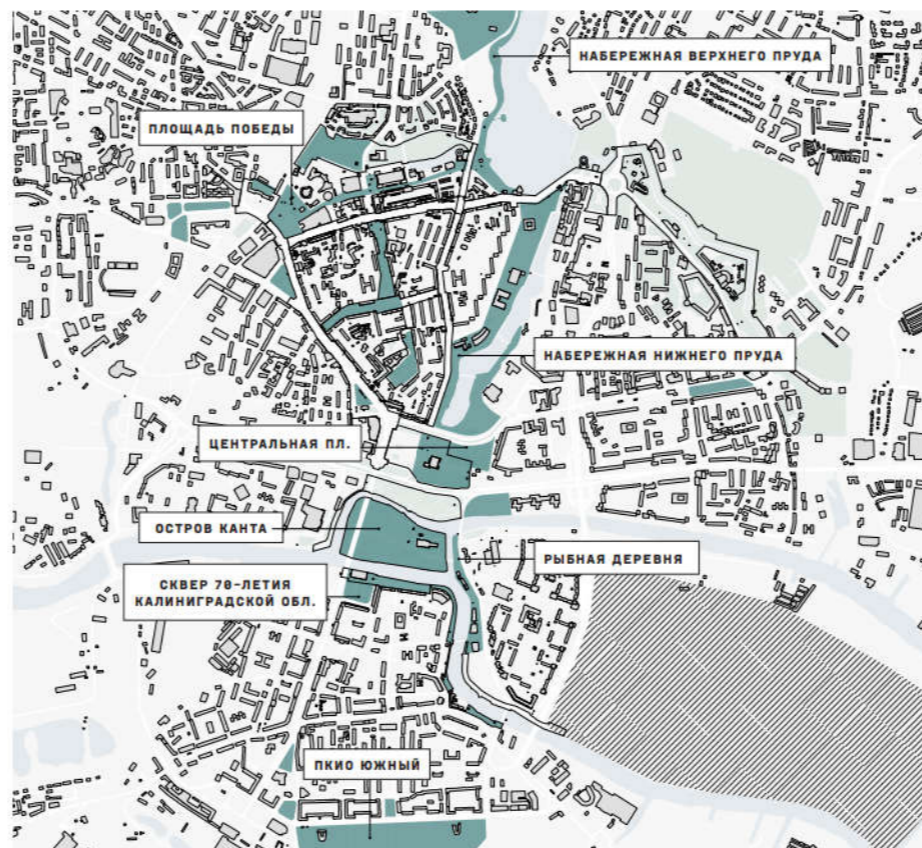 НАБЕРЕЖНАЯ ВЕРХНЕГО ПРУДА
ПЛОЩАДЬ ПОБЕДЫ
НАБЕРЕЖНАЯ НИЖНЕГО ПРУДА
ЦЕНТРАЛЬНАЯ ПЛ.
ОСТРОВ КАНТА
РЫБНАЯ ДЕРЕВНЯ
СКВЕР 70-ЛЕТИЯ
КАЛИНИГРАДСКОЙ ОБЛ.
ПКИО ЮЖНЫЙ